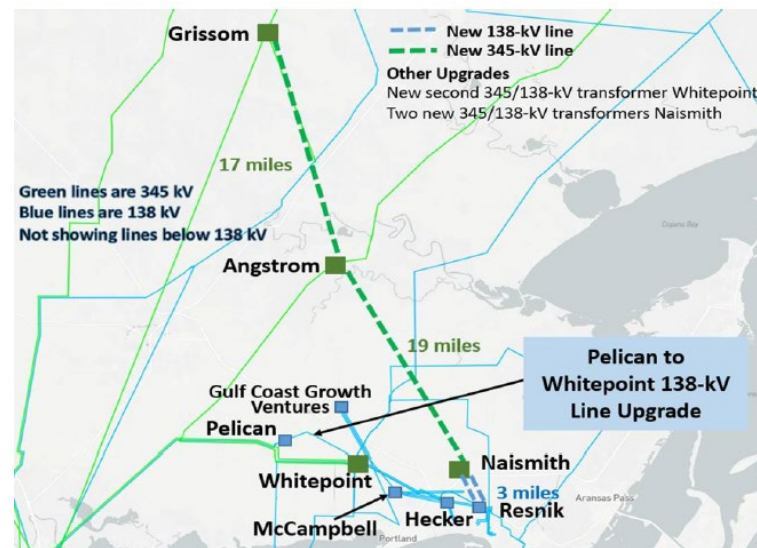 Grissom
New 138-kV line
New 345-kV line
Other Upgrades
New second 345/138-kV transformer Whitepoint
Two new 345/138-kV transformers Naismith
17 miles
Green lines are 345 kV
Blue lines are 138 kV
Not showing lines below 138 kV
Copano Bay
Angstrom
19 miles
Pelican to
Whitepoint 138-kV
Line Upgrade
Gulf Coast Growth
Ventures
Pelican
Whitepoint
Naismith
3 miles
Aransas Pass
Resnik
McCampbell
Hecker
Portland